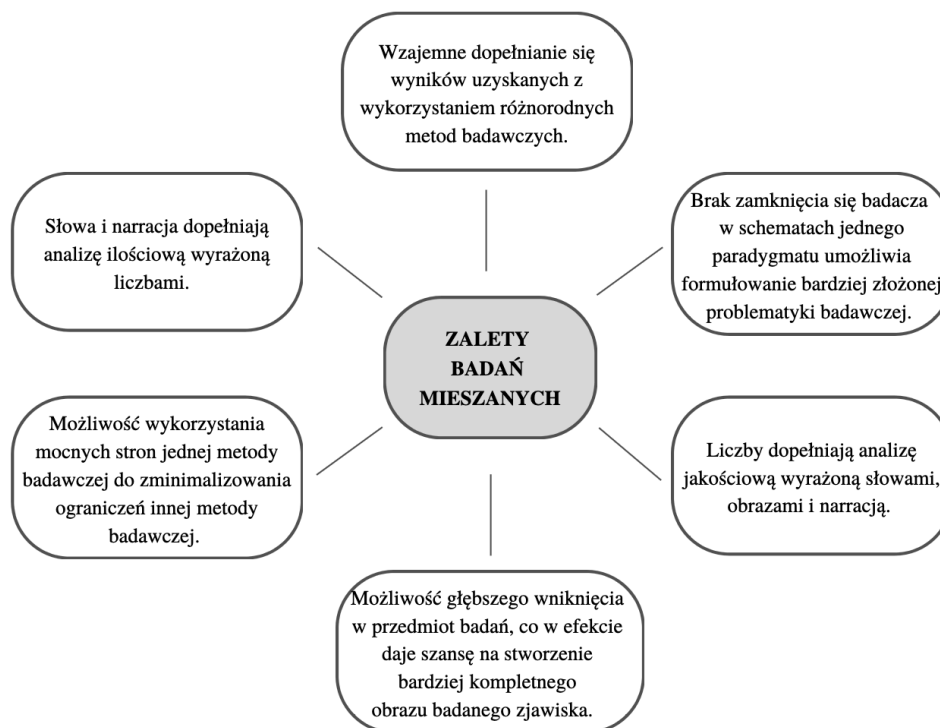 Wzajemne dopełnianie się
wyników uzyskanych z
wykorzystaniem różnorodnych
metod badawczych.
Słowa i narracja dopełniają
analizę ilościową wyrażoną
liczbami.
Brak zamknięcia się badacza
w schematach jednego
paradygmatu umożliwia
formułowanie bardziej złożonej
problematyki badawczej.
ZALETY
BADAŃ
MIESZANYCH
Możliwość wykorzystania
mocnych stron jednej metody
badawczej do zminimalizowania
ograniczeń innej metody
badawczej.
Liczby dopełniają analizę
jakościową wyrażoną słowami,
obrazami i narracją.
Możliwość głębszego wniknięcia
w przedmiot badań, co w efekcie
daje szansę na stworzenie
bardziej kompletnego
obrazu badanego zjawiska.